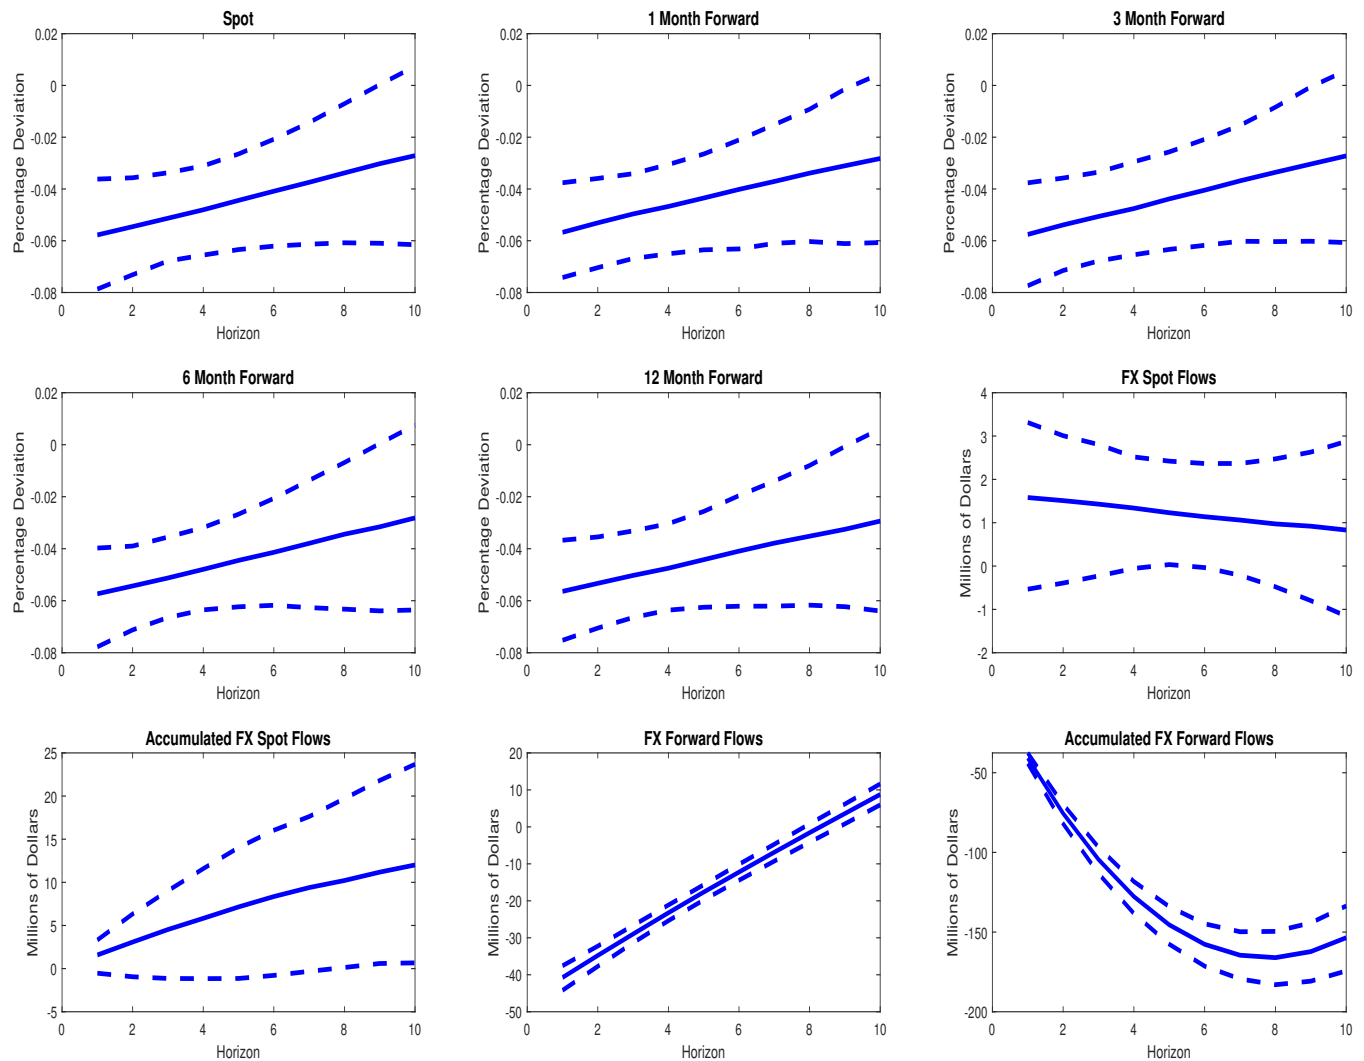 Spot
0.02
0
-0.02
-0.04
-0.06
-0.08
Percentage Deviation
0 2 4 6 8 10
Horizon
1 Month Forward
0.02
0
-0.02
-0.04
-0.06
-0.08
Percentage Deviation
0 2 4 6 8 10
Horizon
3 Month Forward
0.02
0
-0.02
-0.04
-0.06
-0.08
Percentage Deviation
0 2 4 6 8 10
Horizon
6 Month Forward
0.02
0
-0.02
-0.04
-0.06
-0.08
Percentage Deviation
0 2 4 6 8 10
Horizon
12 Month Forward
0.02
0
-0.02
-0.04
-0.06
-0.08
Percentage Deviation
0 2 4 6 8 10
Horizon
FX Spot Flows
4
3
2
1
0
-1
-2
Millions of Dollars
0 2 4 6 8 10
Horizon
Accumulated FX Spot Flows
25
20
15
10
5
0
-5
Millions of Dollars
0 2 4 6 8 10
Horizon
FX Forward Flows
20
10
0
-10
-20
-30
-40
-50
Millions of Dollars
0 2 4 6 8 10
Horizon
Accumulated FX Forward Flows
-50
-100
-150
-200
Millions of Dollars
0 2 4 6 8 10
Horizon